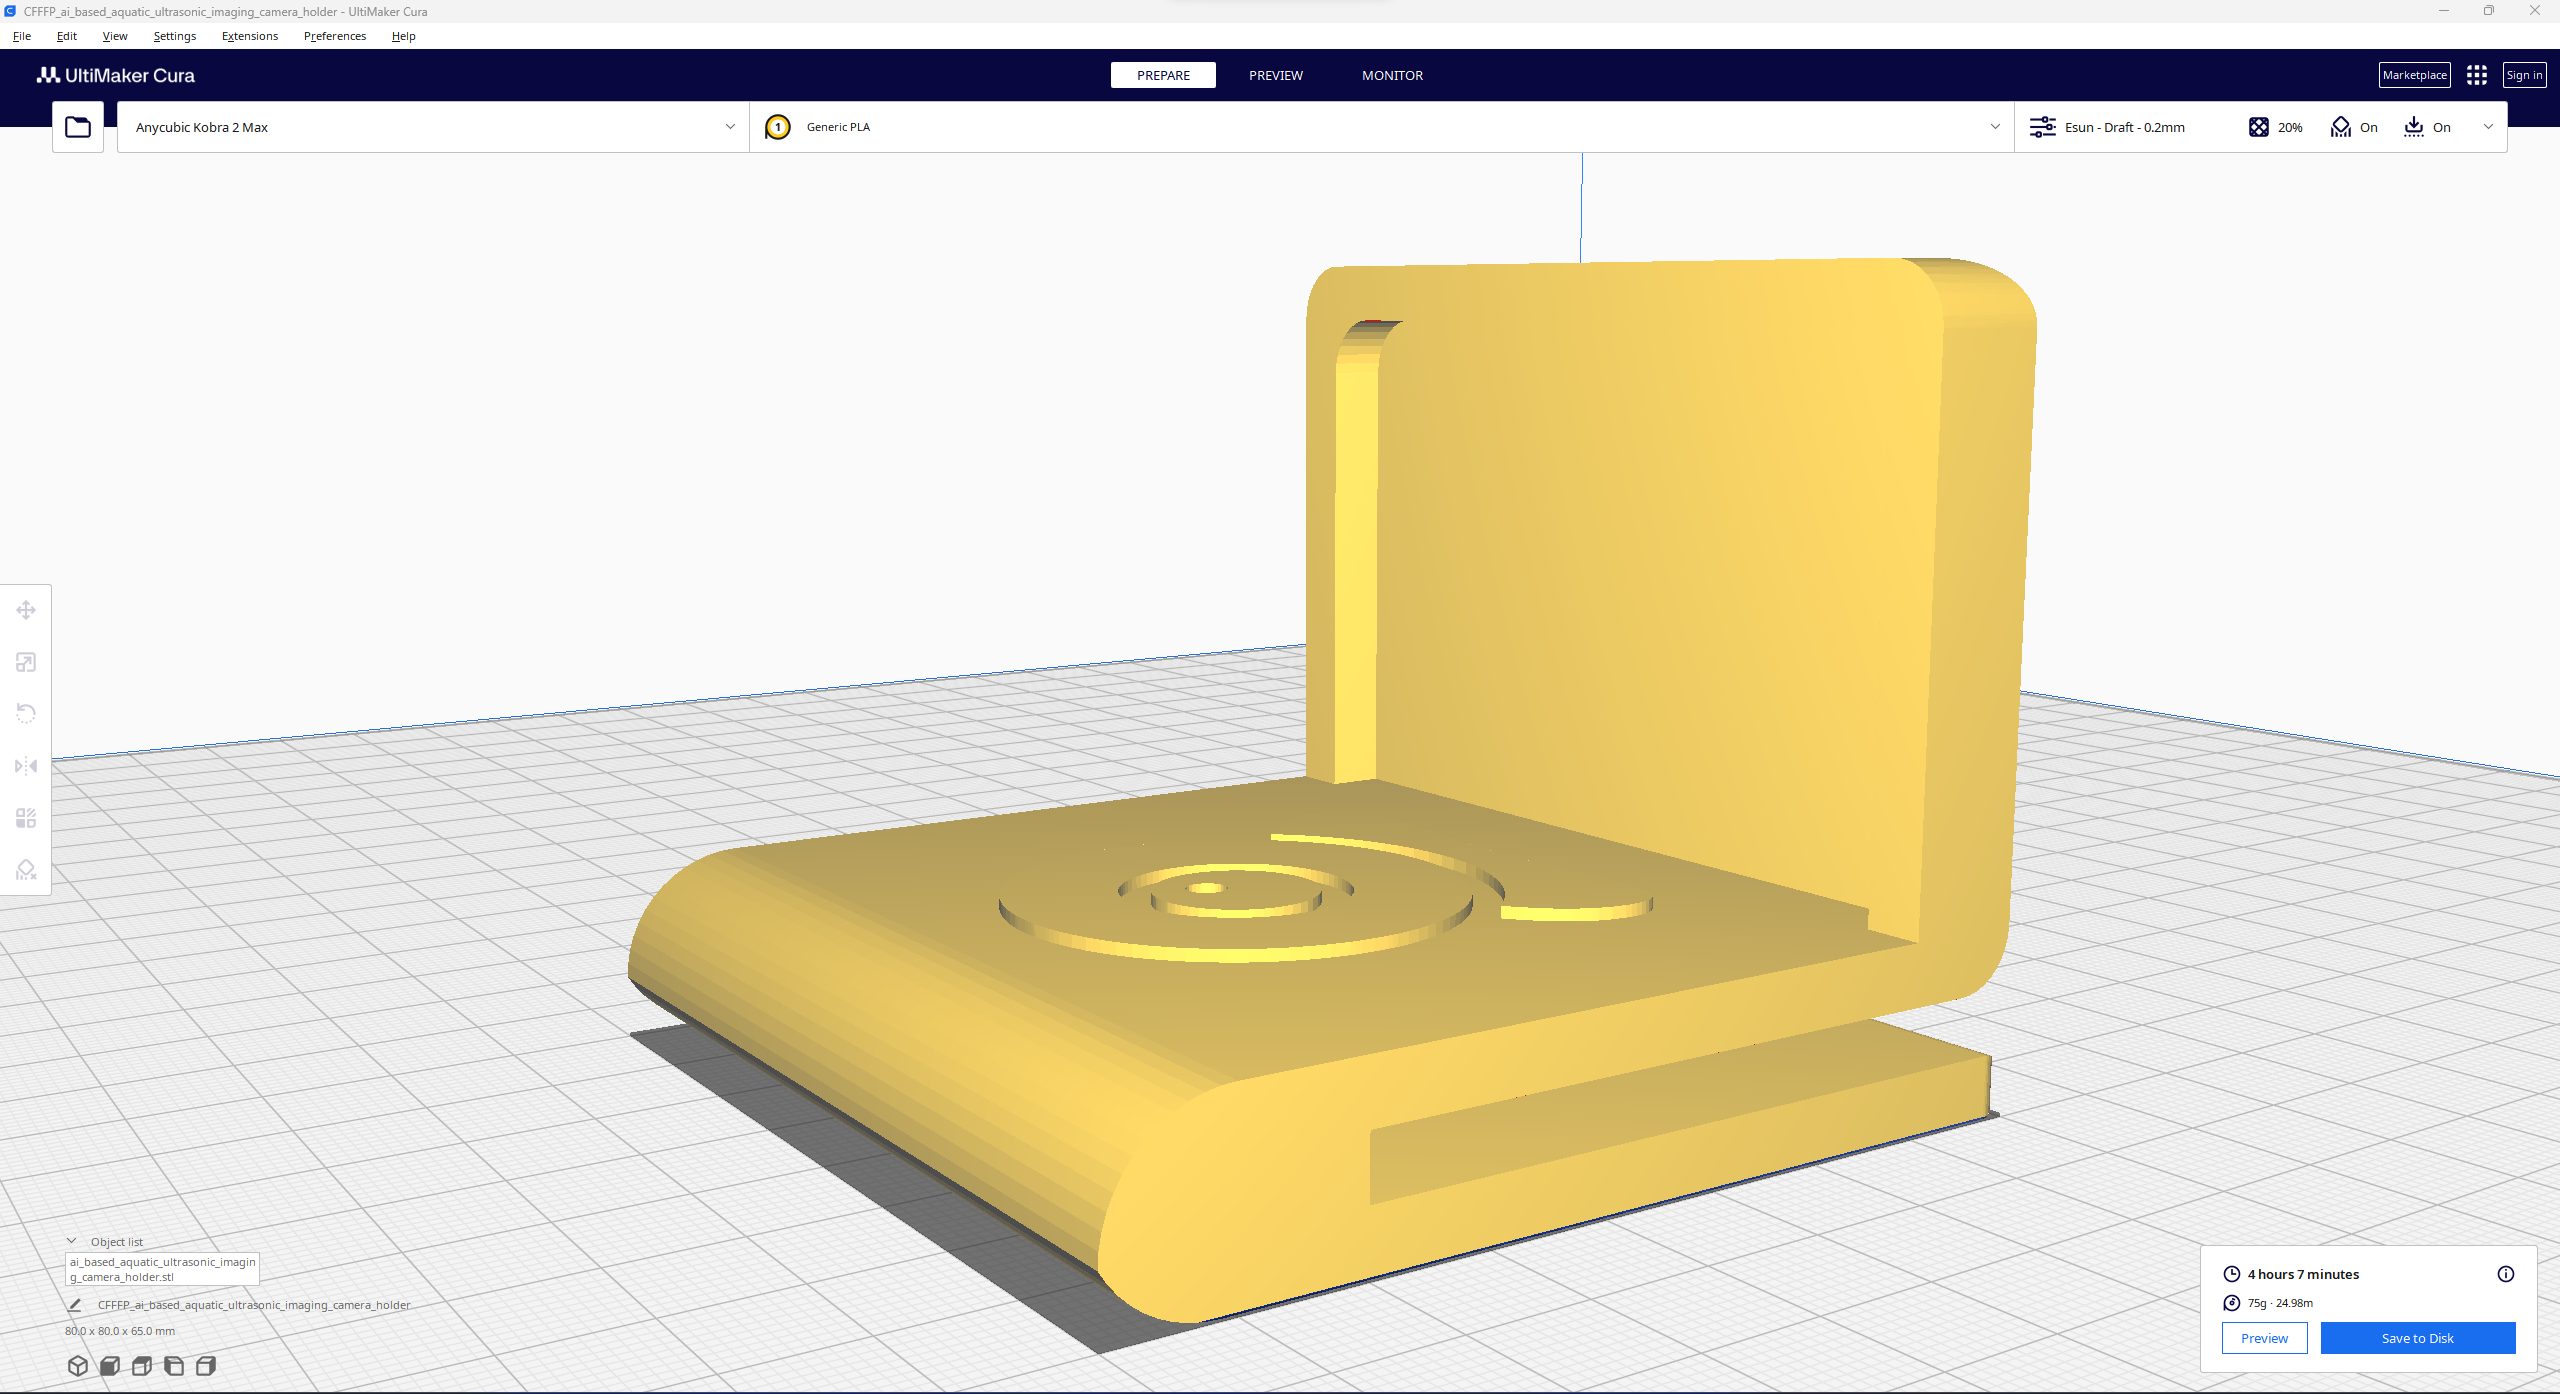 CFFFP_ai_based_aquatic_ultrasonic_imaging_camera_holder - UltiMaker Cura
File Edit View Settings Extensions Preferences Help
UltiMaker Cura PREPARE PREVIEW MONITOR Marketplace Sign in
Anycubic Kobra 2 Max 1 Generic PLA Esun - Draft - 0.2mm 20% On On
Object list
ai_based_aquatic_ultrasonic_imagin
g_camera_holder.stl
CFFFP_ai_based_aquatic_ultrasonic_imaging_camera_holder
80.0 x 80.0 x 65.0 mm
4 hours 7 minutes
75g · 24.98m
Preview Save to Disk